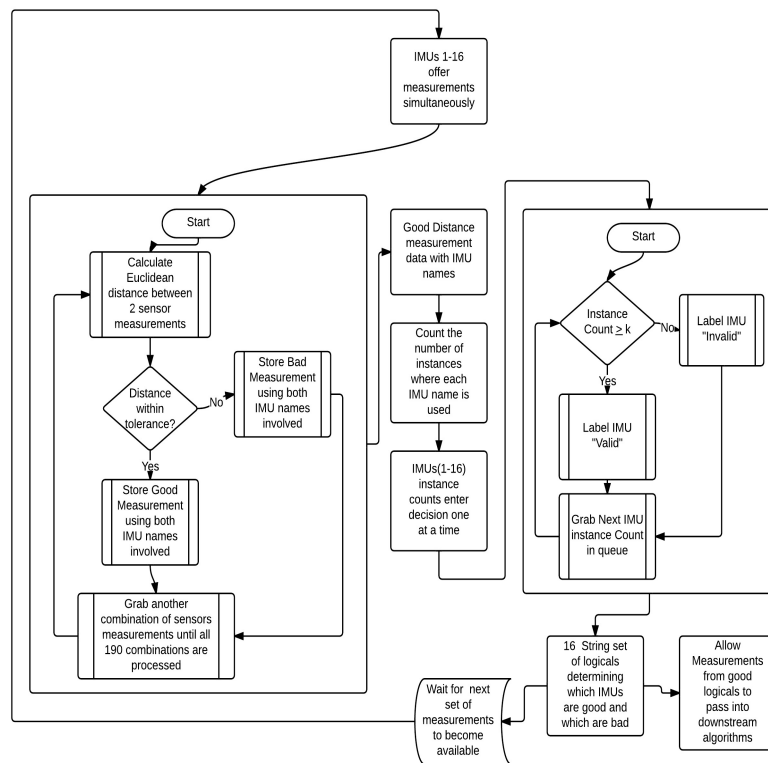 IMUs 1-16
offer
measurements
simultaneously
Start
Calculate
Euclidean
distance between
2 sensor
measurements
Distance
within
tolerance?
No
Store Bad
Measurement
using both
IMU names
involved
Yes
Store Good
Measurement
using both
IMU names
involved
Grab another
combination of sensors
measurements until all
190 combinations are
processed
Good Distance
measurement
data with IMU
names
Count the
number of
instances
where each
IMU name is
used
IMUs(1-16)
instance
counts enter
decision one
at a time
Start
Instance
Count ≥ k
No
Label IMU
"Invalid"
Yes
Label IMU
"Valid"
Grab Next IMU
instance Count
in queue
16 String set
of logicals
determining
which IMUs
are good and
which are bad
Allow
Measurements
from good
logicals to
pass into
downstream
algorithms
Wait for next
set of
measurements
to become
available